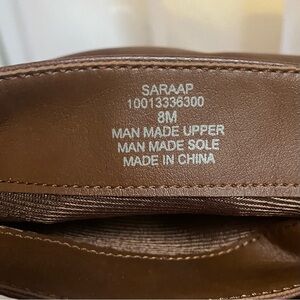 SARAAP
10013336300
8M
MAN MADE UPPER
MAN MADE SOLE
MADE IN CHINA